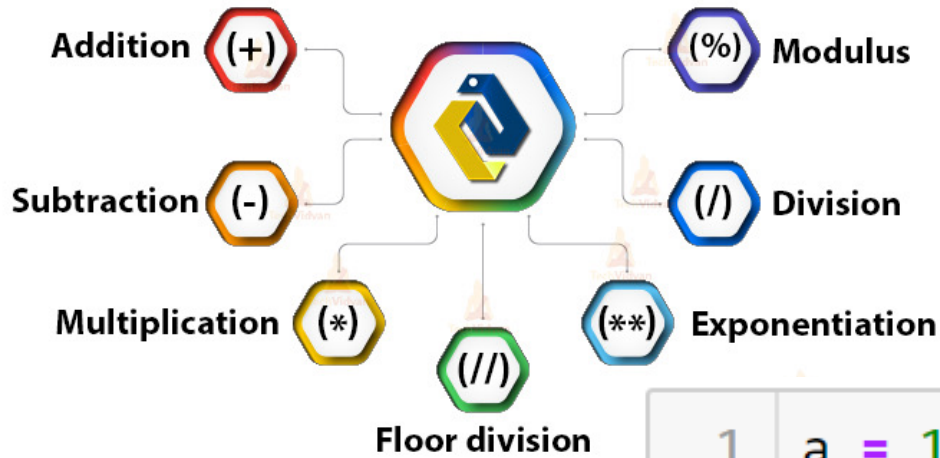 Addition (+)
(%) Modulus
Subtraction (-)
(/) Division
Multiplication (*)
(**) Exponentiation
(//)
Floor division
1 a = 1